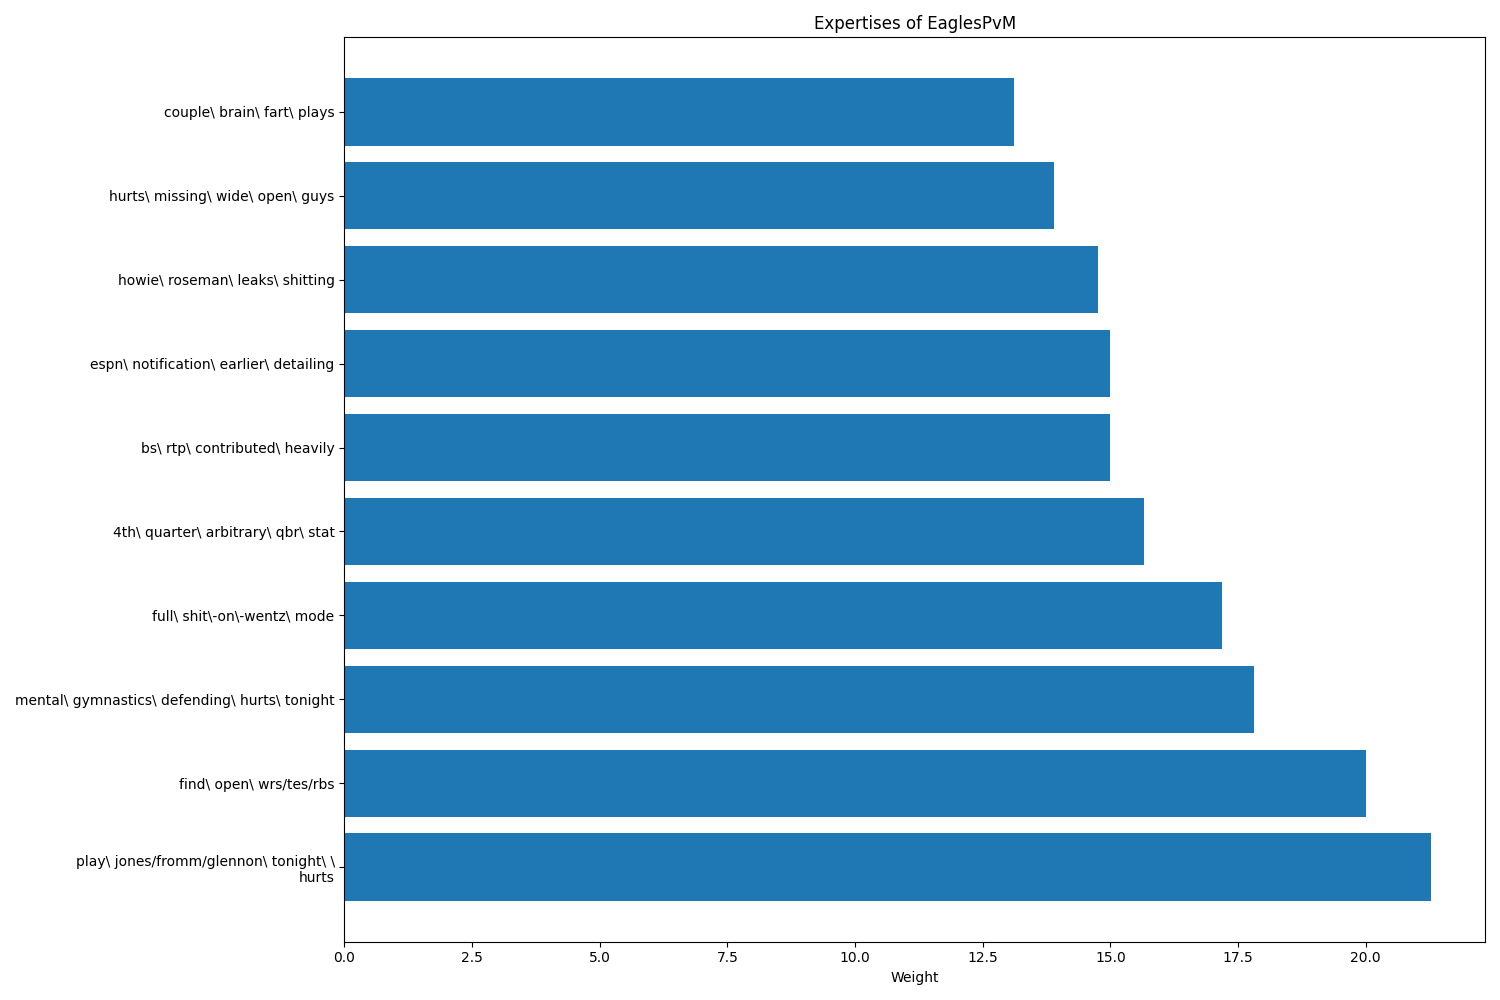 Expertises of EaglesPvM
couple\ brain\ fart\ plays
hurts\ missing\ wide\ open\ guys
howie\ roseman\ leaks\ shitting
espn\ notification\ earlier\ detailing
bs\ rtp\ contributed\ heavily
4th\ quarter\ arbitrary\ qbr\ stat
full\ shit\-on\-wentz\ mode
mental\ gymnastics\ defending\ hurts\ tonight
find\ open\ wrs/tes/rbs
play\ jones/fromm/glennon\ tonight\ \
hurts
0.0 2.5 5.0 7.5 10.0 12.5 15.0 17.5 20.0
Weight